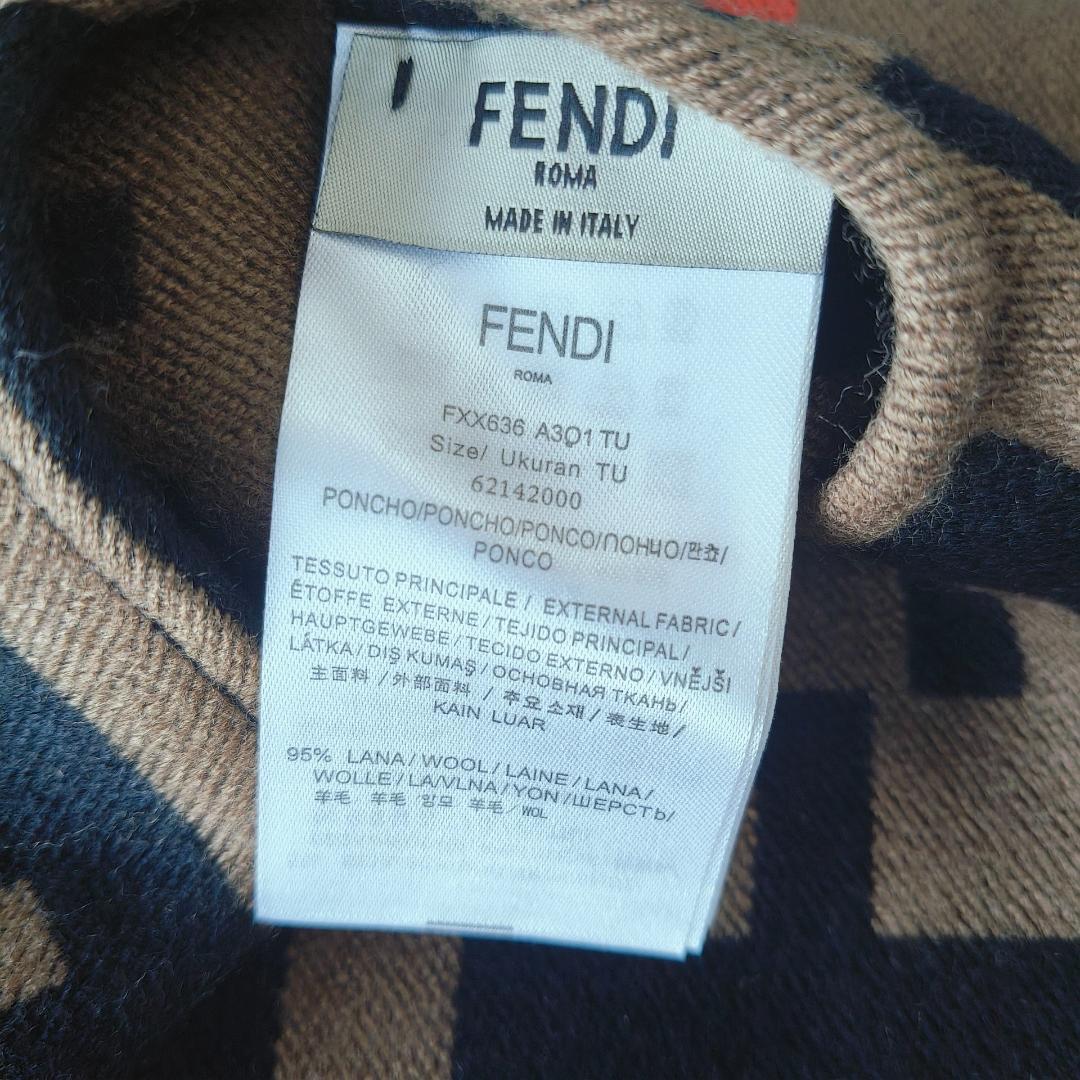 FENDI
ROMA
MADE IN ITALY
FENDI
ROMA
FXX636 A3Q1 TU
Size/ Ukuran TU
62142000
PONCHO/PONCHO/PONCO/ПОНЧО/판쵸/
PONCO
TESSUTO PRINCIPALE / EXTERNAL FABRIC/
ÉTOFFE EXTERNE/TEJIDO PRINCIPAL/
HAUPTGEWEBE/TECIDO EXTERNO/VNĚJŠI
LÁTKA/DIŞ KUMAŞ/ОСНОВНАЯ ТКАНЬ/
主面料 /外部面料 / 주요 소재 / 表生地 /
KAIN LUAR
95% LANA/WOOL/LAINE/LANA/
WOLLE/LA/VLNA/YON/ШЕРСТЬ/
羊毛 羊毛 양모 羊毛/WOL